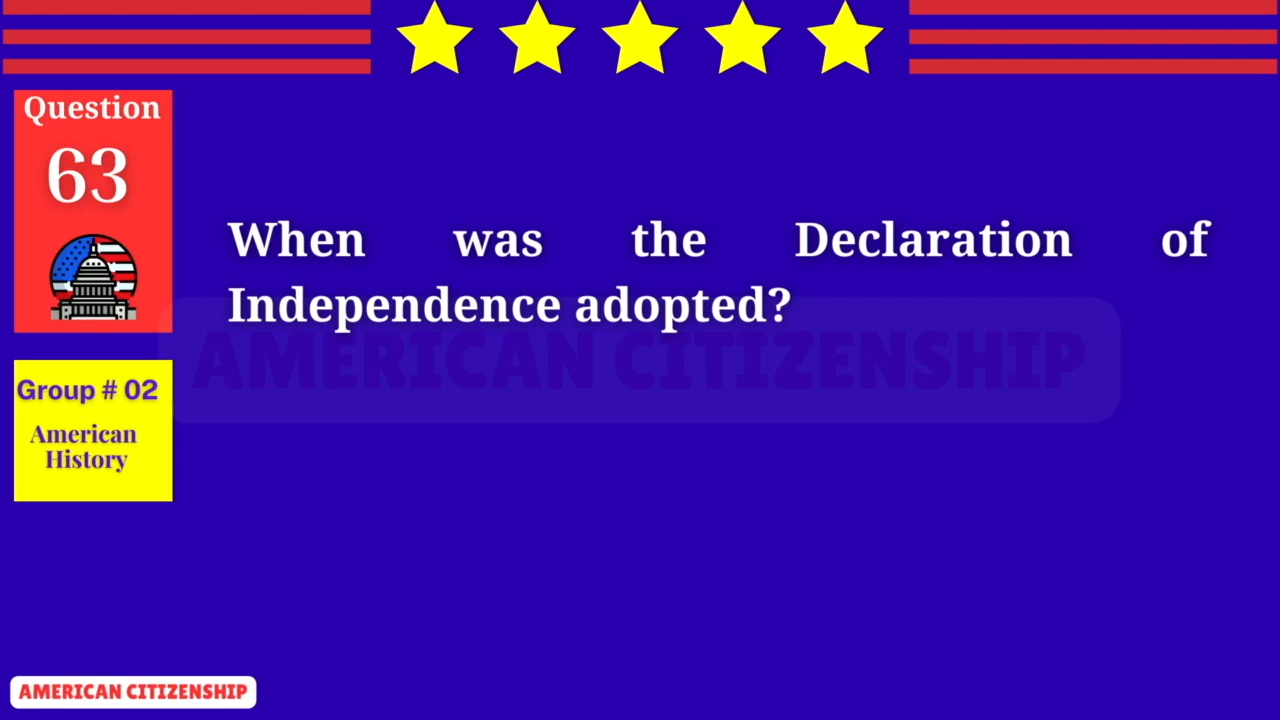 Question
63
When was the Declaration of
Independence adopted?
AMERICAN CITIZENSHIP
Group # 02
American
History
AMERICAN CITIZENSHIP